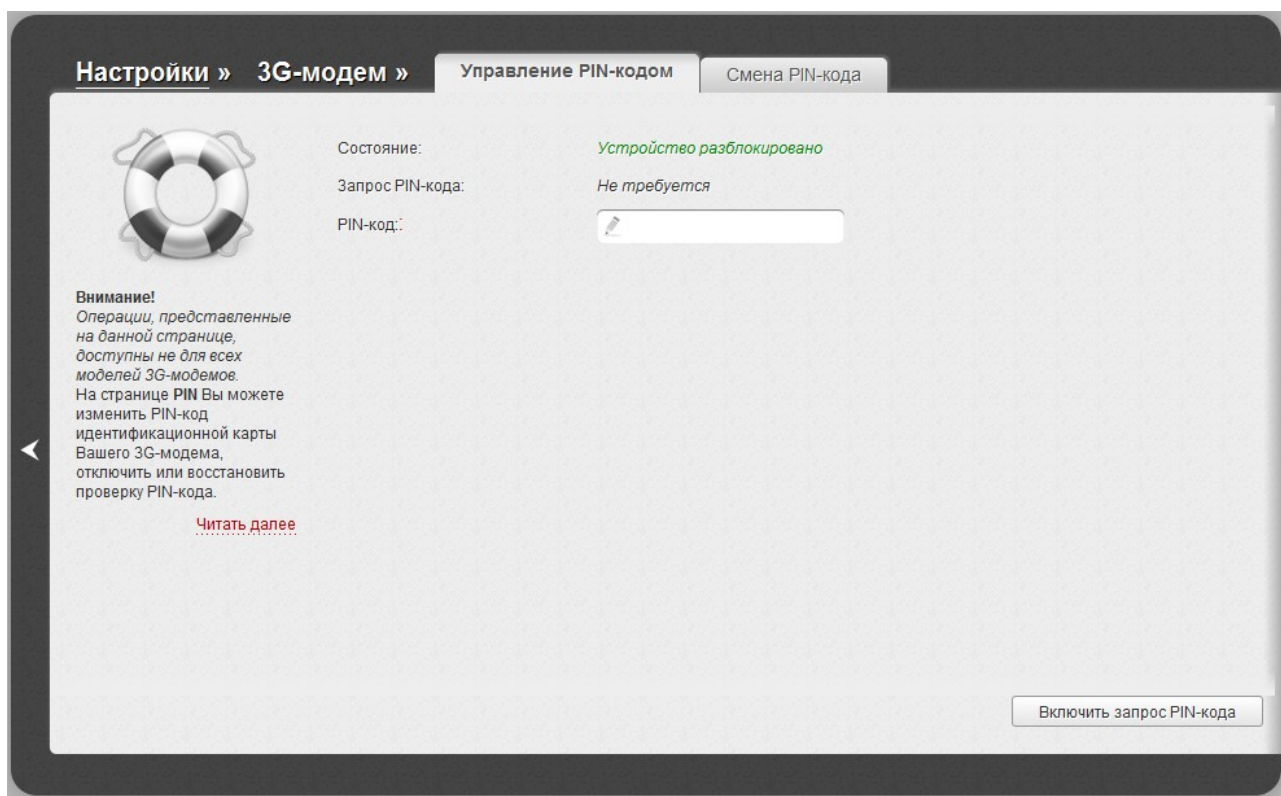 Настройки » 3G-модем » Управление PIN-кодом Смена PIN-кода
Состояние: Устройство разблокировано
Запрос PIN-кода: Не требуется
PIN-код:
Внимание!
Операции, представленные
на данной странице,
доступны не для всех
моделей 3G-модемов.
На странице PIN Вы можете
изменить PIN-код
идентификационной карты
Вашего 3G-модема,
отключить или восстановить
проверку PIN-кода.
Читать далее
Включить запрос PIN-кода